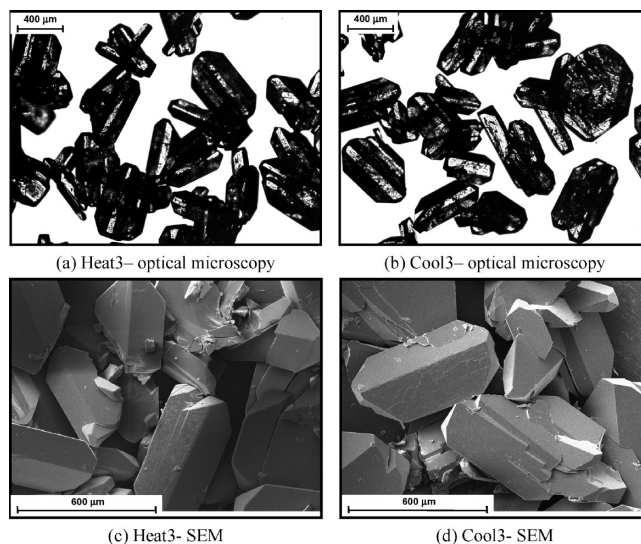 400 µm
400 µm
(a) Heat3– optical microscopy
(b) Cool3– optical microscopy
600 µm
600 µm
(c) Heat3- SEM
(d) Cool3- SEM